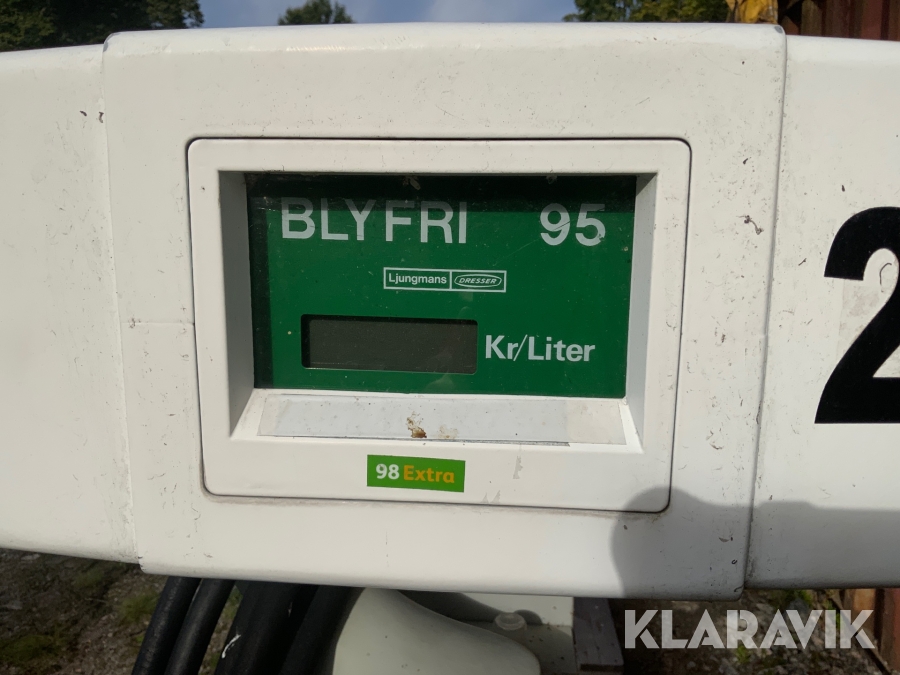 BLYFRI 95
Ljungmans DRESSER
Kr/Liter
2
98 Extra
KLARAVIK